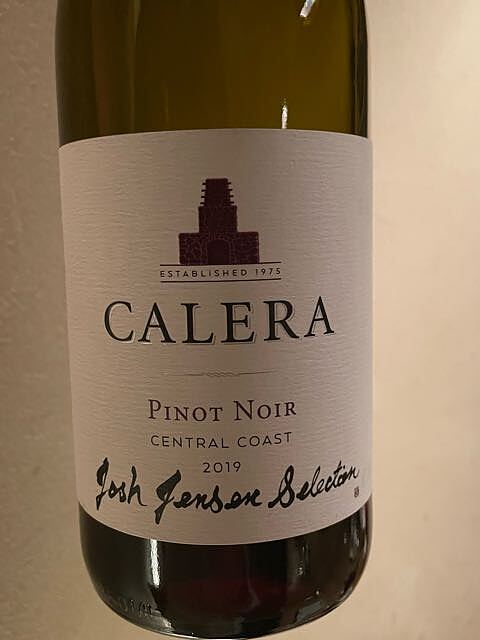 ESTABLISHED 1975
CALERA
PINOT NOIR
CENTRAL COAST
2019
Josh Jensen Selection